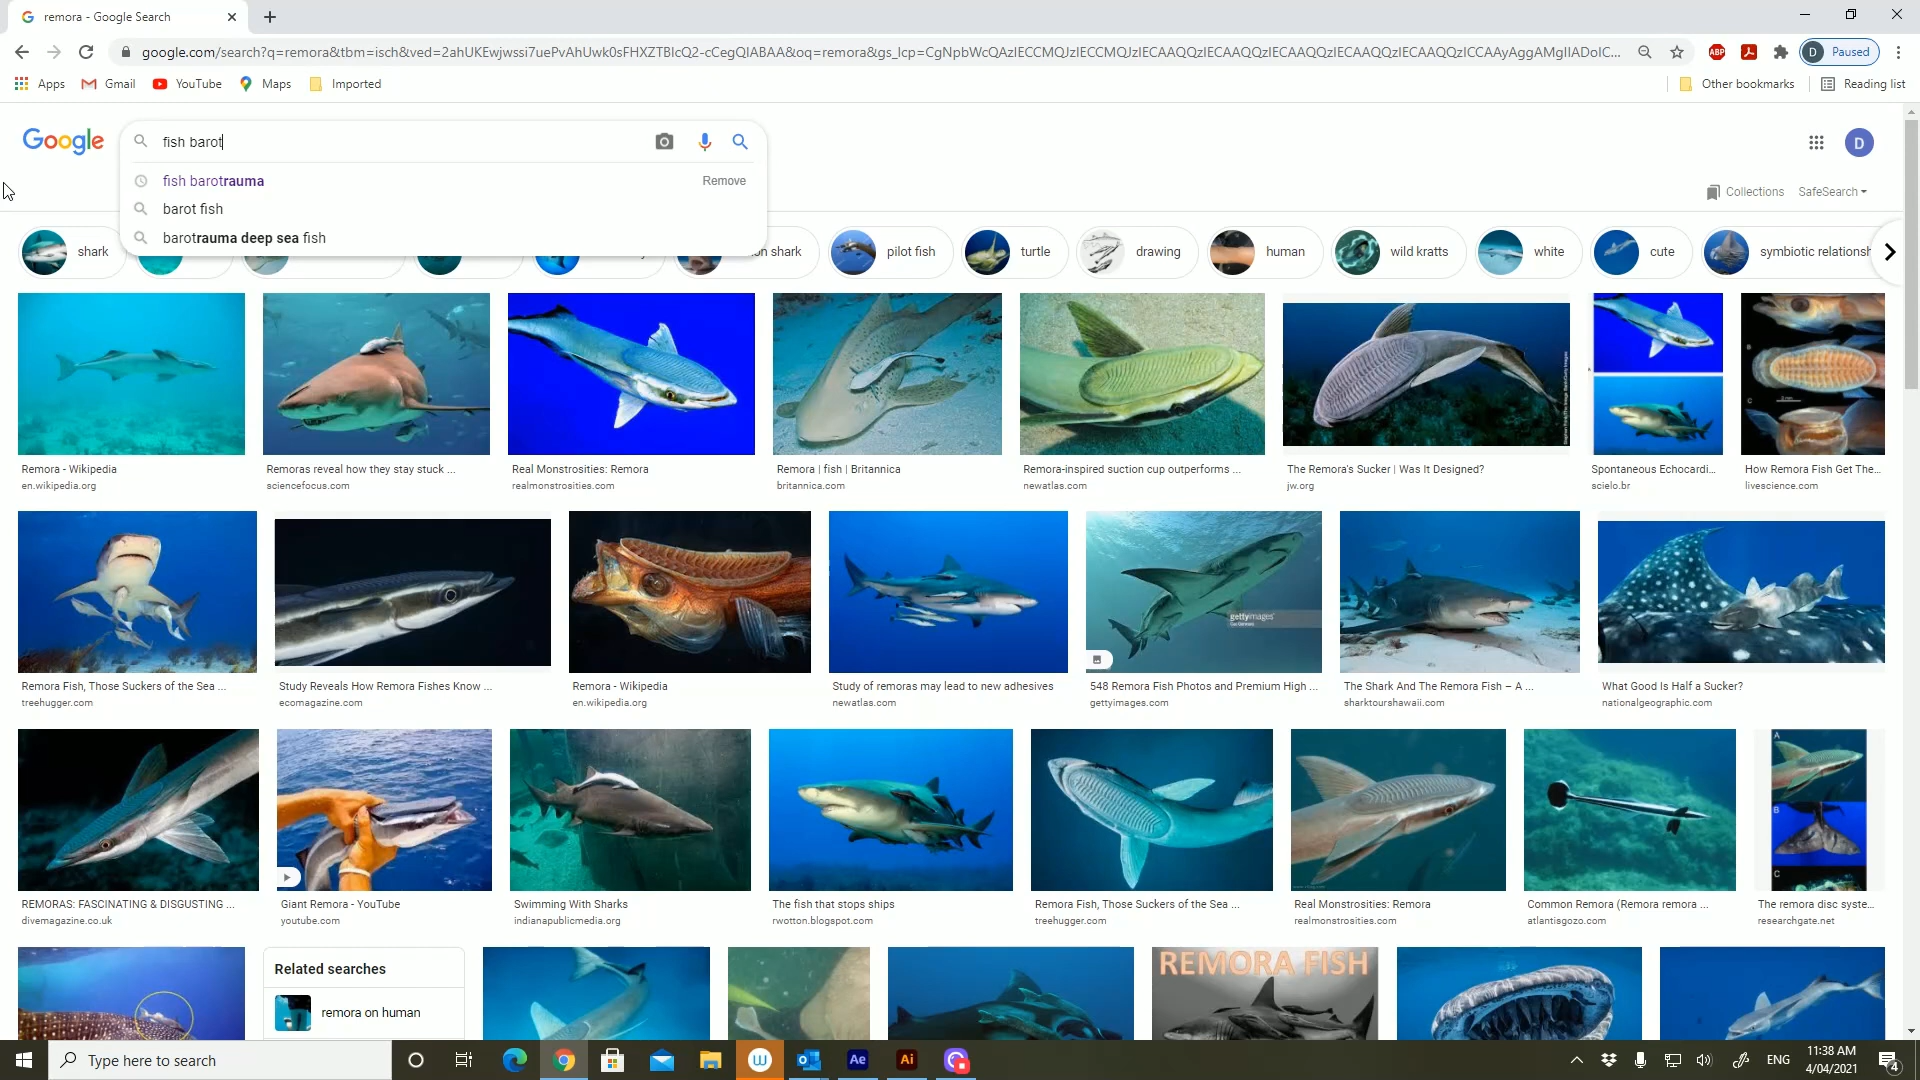 remora - Google Search
google.com/search?q=remora&tbm=isch&ved=2ahUKEwjwssi7uePvAhUwk0sFHXZTBIcQ2-cCegQIABAA&oq=remora&gs_lcp=CgNpbWcQAzIECCMQJzIECCMQJzIECAAQQzIECAAQQzIECAAQQzIECAAQQzIECAAQQzICCAAyAggAMgIIADoIC...
ABP
D Paused
Apps Gmail YouTube Maps Imported Other bookmarks Reading list
Google
fish barot
D
fish barotrauma Remove
Collections SafeSearch
barot fish
barotrauma deep sea fish
shark on shark pilot fish turtle drawing human wild kratts white cute symbiotic relationsh
Remora - Wikipedia
en.wikipedia.org
Remoras reveal how they stay stuck ...
sciencefocus.com
Real Monstrosities: Remora
realmonstrosities.com
Remora | fish | Britannica
britannica.com
Remora-inspired suction cup outperforms ...
newatlas.com
The Remora's Sucker | Was It Designed?
jw.org
Spontaneous Echocardi...
scielo.br
How Remora Fish Get The...
livescience.com
gettyimages
Remora Fish, Those Suckers of the Sea ...
treehugger.com
Study Reveals How Remora Fishes Know ...
ecomagazine.com
Remora - Wikipedia
en.wikipedia.org
Study of remoras may lead to new adhesives
newatlas.com
548 Remora Fish Photos and Premium High ...
gettyimages.com
The Shark And The Remora Fish – A ...
sharktourshawaii.com
What Good Is Half a Sucker?
nationalgeographic.com
A
B
C
REMORAS: FASCINATING & DISGUSTING ...
divemagazine.co.uk
Giant Remora - YouTube
youtube.com
Swimming With Sharks
indianapublicmedia.org
The fish that stops ships
rwotton.blogspot.com
Remora Fish, Those Suckers of the Sea ...
treehugger.com
Real Monstrosities: Remora
realmonstrosities.com
Common Remora (Remora remora ...
atlantisgozo.com
The remora disc syste...
researchgate.net
Related searches
remora on human
REMORA FISH
Type here to search
Ae
Ai
ENG
11:38 AM
4/04/2021
4